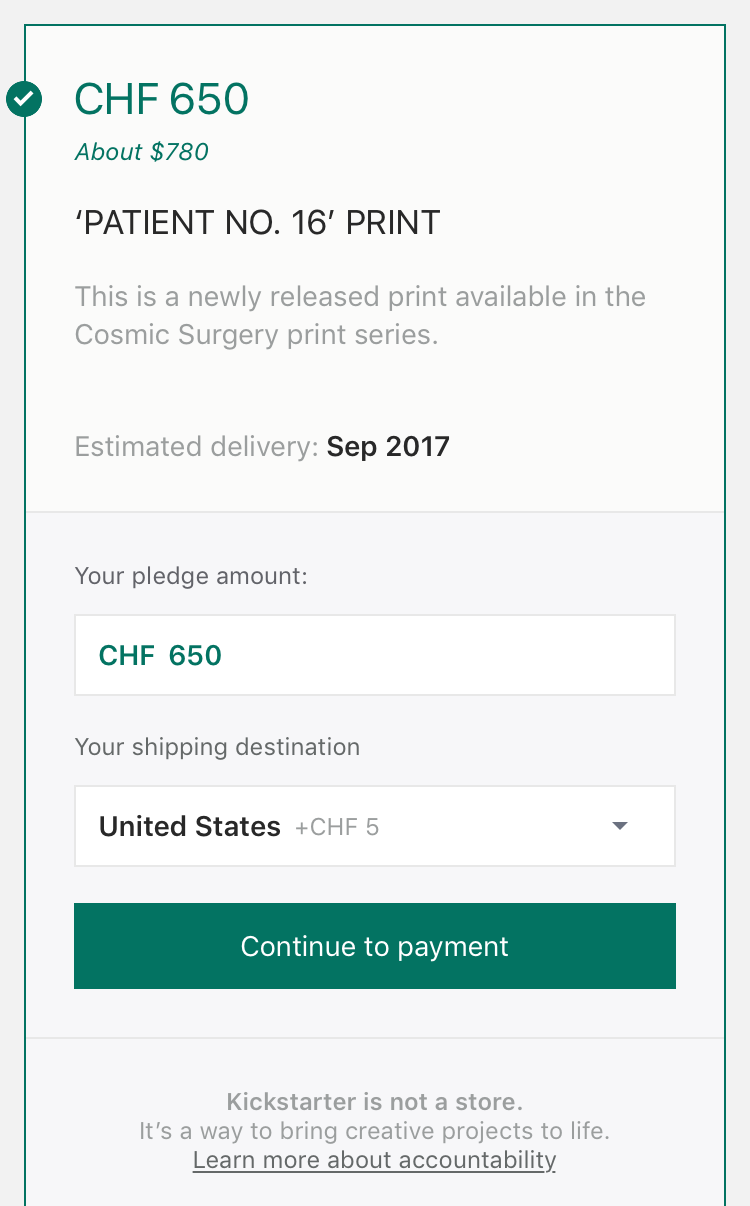 CHF 650
About $780
‘PATIENT NO. 16’ PRINT
This is a newly released print available in the
Cosmic Surgery print series.
Estimated delivery: Sep 2017
Your pledge amount:
CHF 650
Your shipping destination
United States +CHF 5
Continue to payment
Kickstarter is not a store.
It’s a way to bring creative projects to life.
Learn more about accountability